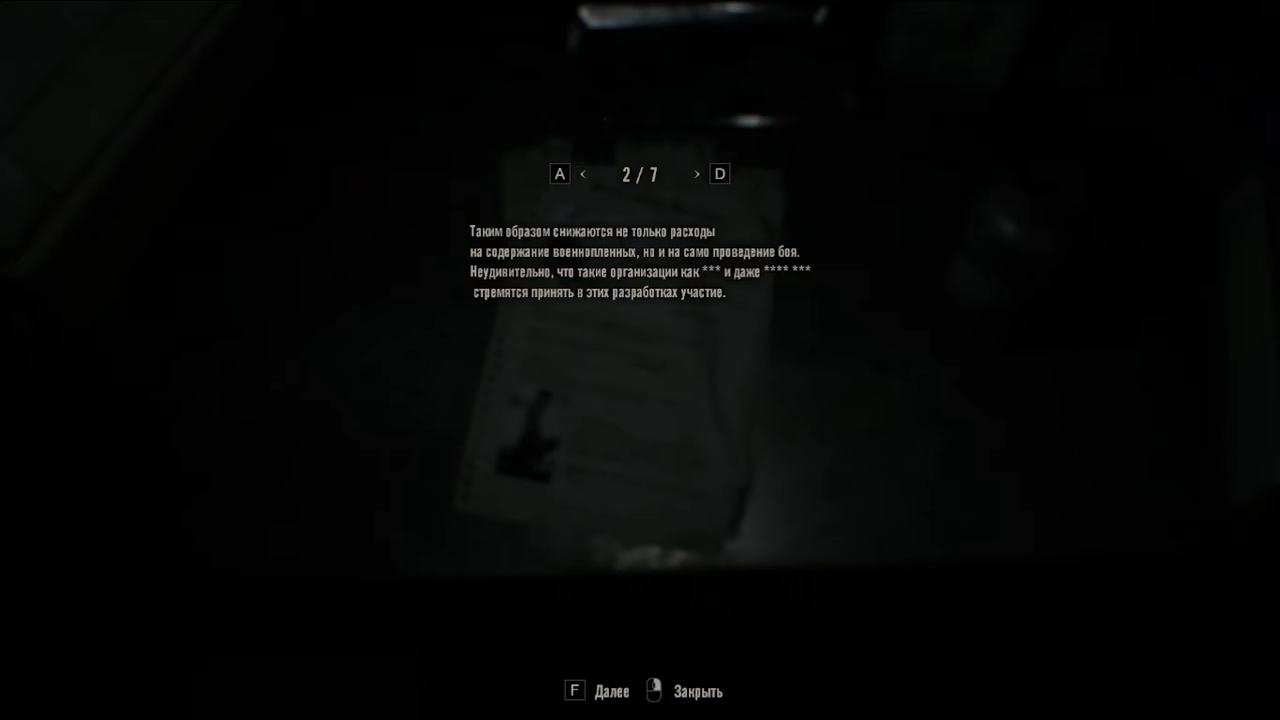 A < 2 / 7 > D
Таким образом снижаются не только расходы
на содержание военнопленных, но и на само проведение боя.
Неудивительно, что такие организации как *** и даже **** ***
стремятся принять в этих разработках участие.
F Далее Закрыть